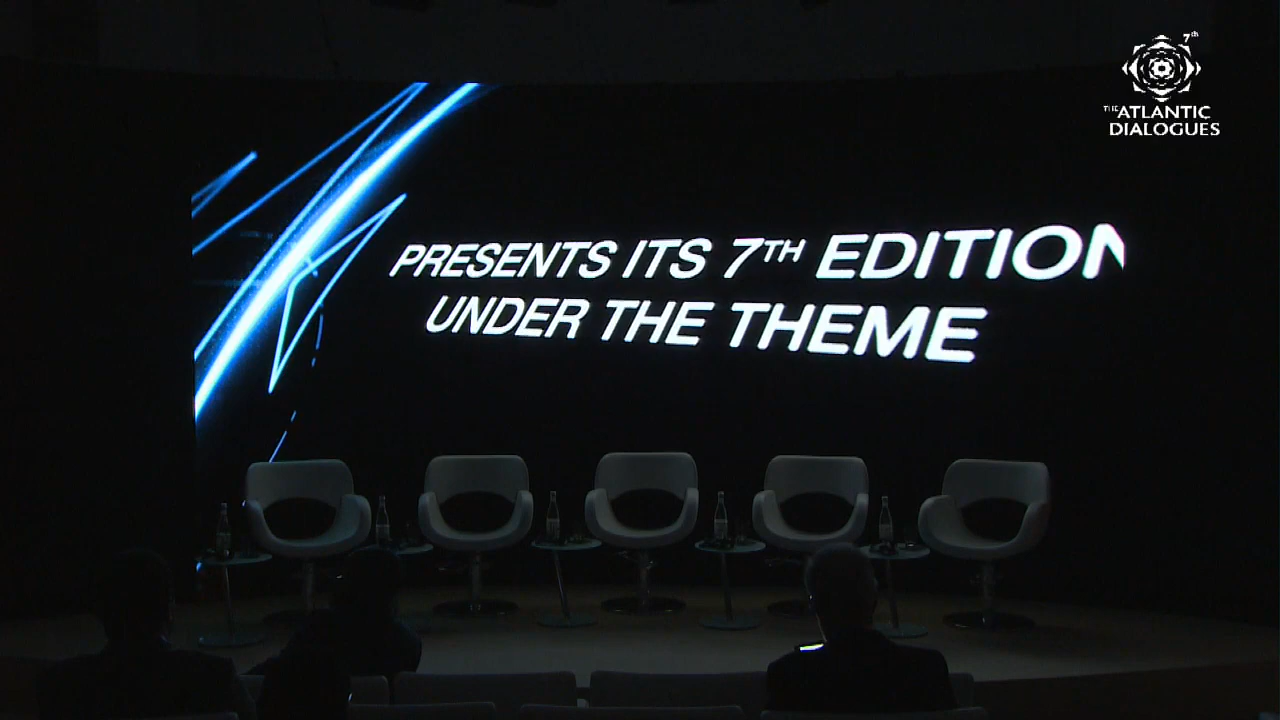 7th
THE ATLANTIC
DIALOGUES
PRESENTS ITS 7TH EDITION
UNDER THE THEME